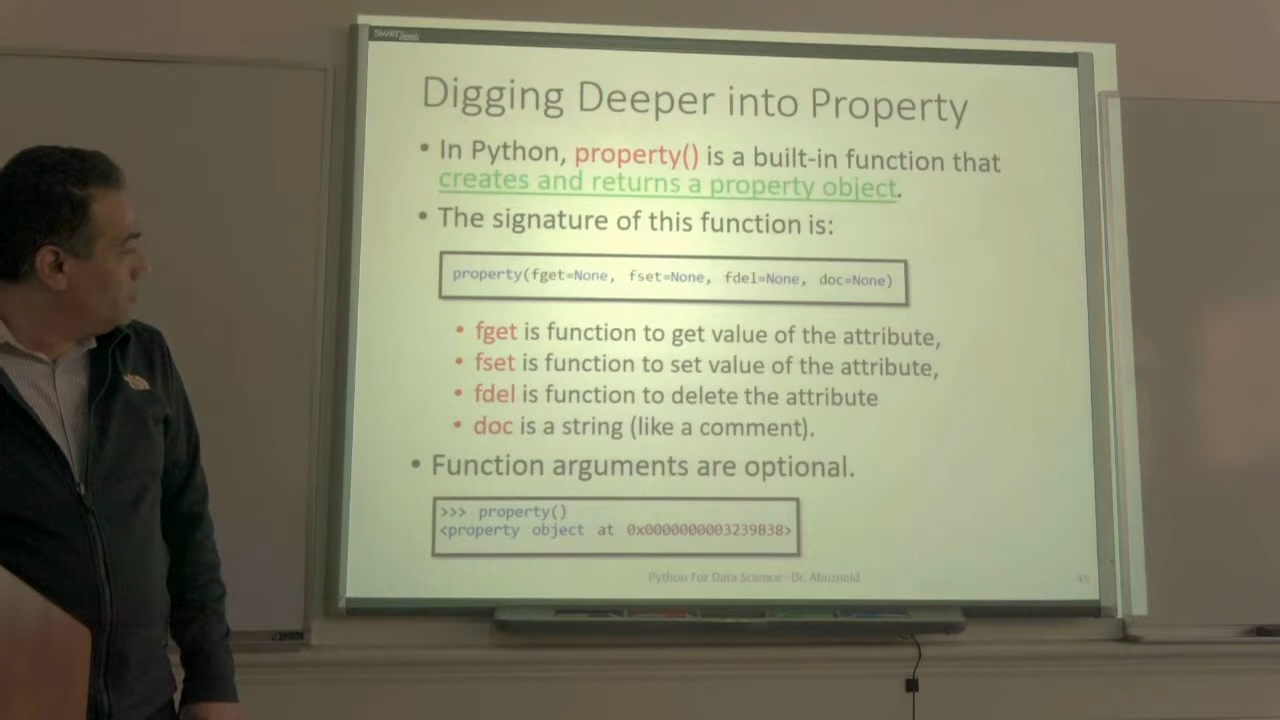 SMART Board
Digging Deeper into Property
• In Python, property() is a built-in function that
creates and returns a property object.
• The signature of this function is:
property(fget=None, fset=None, fdel=None, doc=None)
• fget is function to get value of the attribute,
• fset is function to set value of the attribute,
• fdel is function to delete the attribute
• doc is a string (like a comment).
• Function arguments are optional.
>>> property()
<property object at 0x0000000003239B38>
Python For Data Science - Dr. Abuzneid